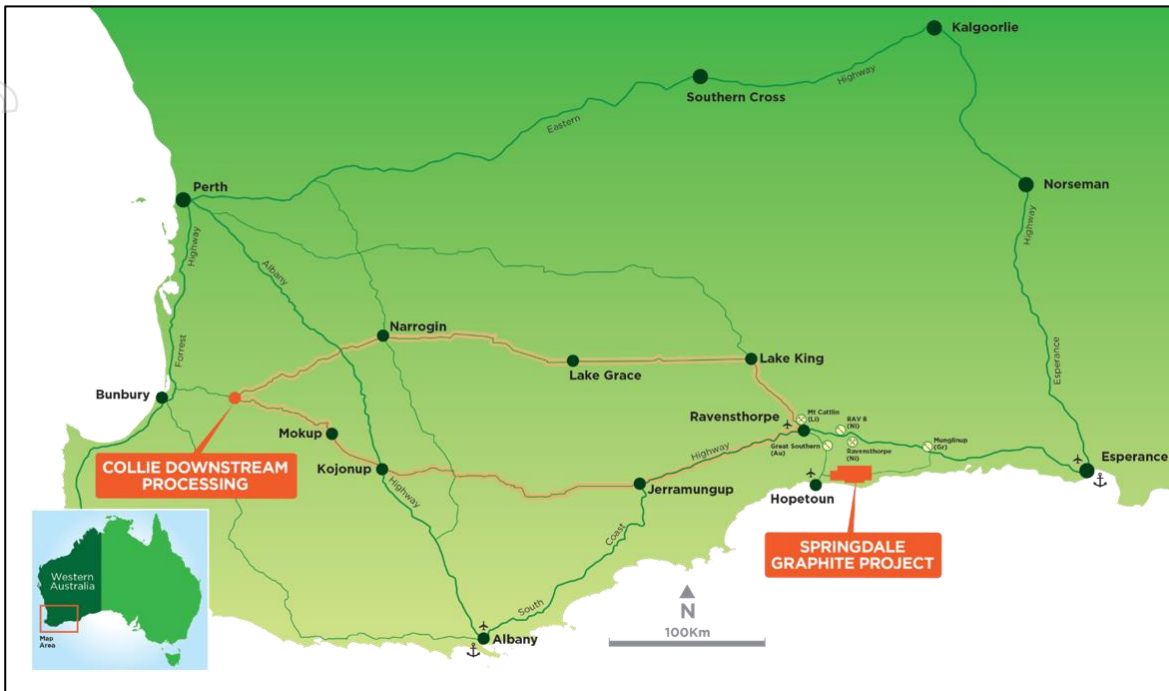 Kalgoorlie
Southern Cross
Highway
Eastern
Perth
Norseman
Highway
Albany
Highway
Forrest
Narrogin
Lake Grace
Lake King
Esperance
Bunbury
Mokup
Kojonup
Highway
COLLIE DOWNSTREAM
PROCESSING
Ravensthorpe
Mt Cattlin
(Li)
RAV 8
(Ni)
Great Southern
(Au)
Ravensthorpe
(Ni)
Munglinup
(Gr)
Highway
Jerramungup
Hopetoun
Esperance
SPRINGDALE
GRAPHITE PROJECT
Coast
South
Albany
N
100Km
Western
Australia
Map
Area